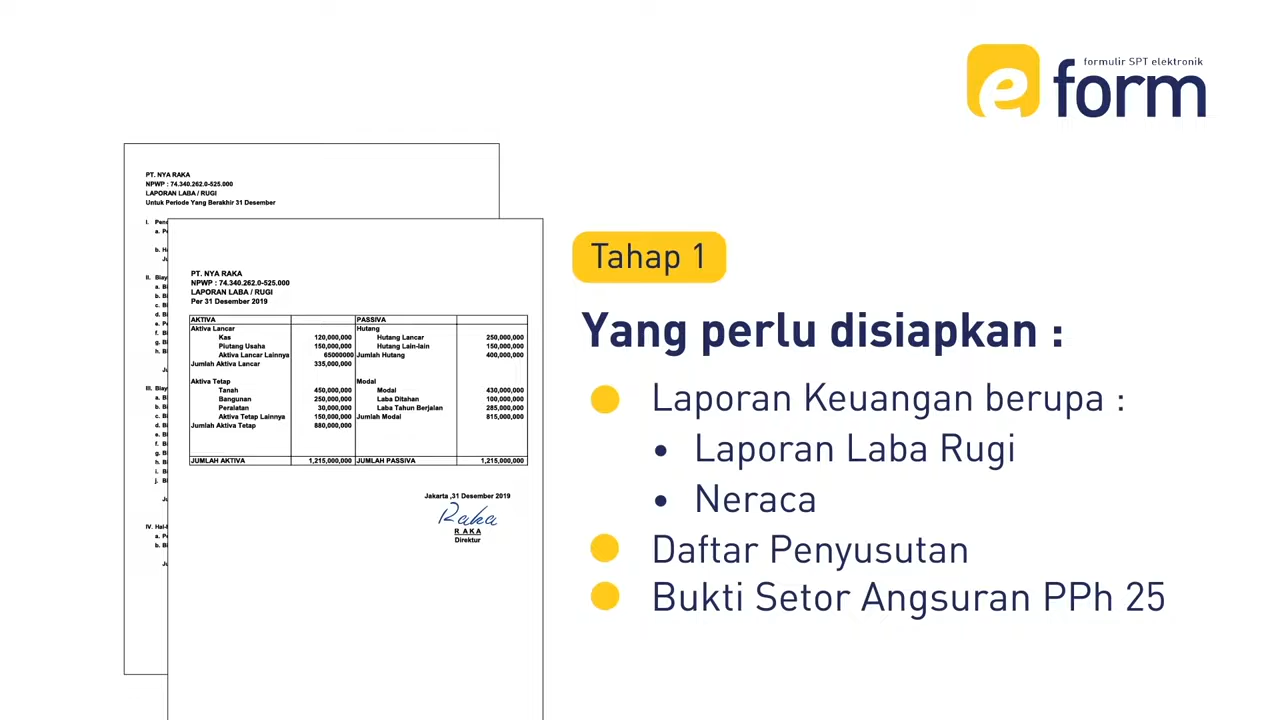 formulir SPT elektronik
e form
PT. NYA RAKA
NPWP : 74.340.262.0-525.000
LAPORAN LABA / RUGI
Untuk Periode Yang Berakhir 31 Desember
I.
a.
b.
II.
a.
b.
c.
d.
e.
f.
g.
h.
III.
a.
b.
c.
d.
e.
f.
g.
h.
i.
j.
IV.
a.
b.
PT. NYA RAKA
NPWP : 74.340.262.0-525.000
LAPORAN LABA / RUGI
Per 31 Desember 2019
AKTIVA PASSIVA
Aktiva Lancar Hutang
Kas 120,000,000 Hutang Lancar 250,000,000
Piutang Usaha 150,000,000 Hutang Lain-lain 150,000,000
Aktiva Lancar Lainnya 65000000 Jumlah Hutang 400,000,000
Jumlah Aktiva Lancar 335,000,000
Aktiva Tetap Modal
Tanah 450,000,000 Modal 430,000,000
Bangunan 250,000,000 Laba Ditahan 100,000,000
Peralatan 30,000,000 Laba Tahun Berjalan 285,000,000
Aktiva Tetap Lainnya 150,000,000 Jumlah Modal 815,000,000
Jumlah Aktiva Tetap 880,000,000
JUMLAH AKTIVA 1,215,000,000 JUMLAH PASSIVA 1,215,000,000
Jakarta ,31 Desember 2019
Raka
R A K A
Direktur
Tahap 1
Yang perlu disiapkan :
Laporan Keuangan berupa :
• Laporan Laba Rugi
• Neraca
Daftar Penyusutan
Bukti Setor Angsuran PPh 25